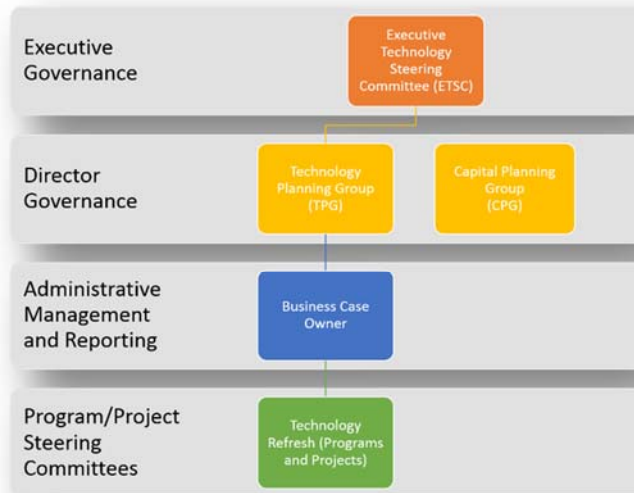 Executive
Governance
Executive
Technology
Steering
Committee (ETSC)
Director
Governance
Technology
Planning Group
(TPG)
Capital Planning
Group
(CPG)
Administrative
Management
and Reporting
Business Case
Owner
Program/Project
Steering
Committees
Technology
Refresh (Programs
and Projects)